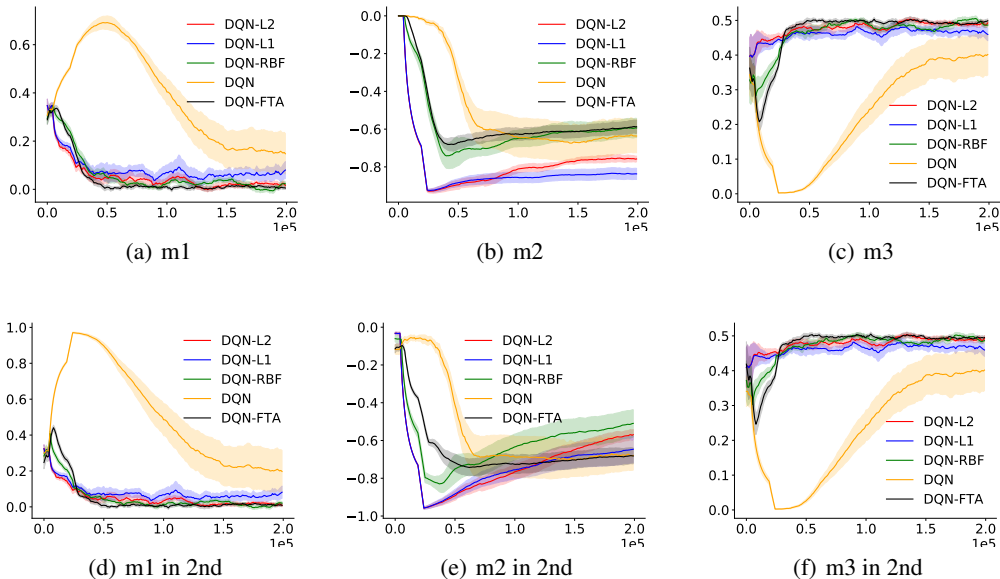 0.6
0.4
0.2
0.0
DQN-L2
DQN-L1
DQN-RBF
DQN
DQN-FTA
0.0 0.5 1.0 1.5 2.0
1e5
(a) m1
0.0
−0.2
−0.4
−0.6
−0.8
DQN-L2
DQN-L1
DQN-RBF
DQN
DQN-FTA
0.0 0.5 1.0 1.5 2.0
1e5
(b) m2
0.5
0.4
0.3
0.2
0.1
0.0
DQN-L2
DQN-L1
DQN-RBF
DQN
DQN-FTA
0.0 0.5 1.0 1.5 2.0
1e5
(c) m3
1.0
0.8
0.6
0.4
0.2
0.0
DQN-L2
DQN-L1
DQN-RBF
DQN
DQN-FTA
0.0 0.5 1.0 1.5 2.0
1e5
(d) m1 in 2nd
0.0
−0.2
−0.4
−0.6
−0.8
−1.0
DQN-L2
DQN-L1
DQN-RBF
DQN
DQN-FTA
0.0 0.5 1.0 1.5 2.0
1e5
(e) m2 in 2nd
0.5
0.4
0.3
0.2
0.1
0.0
DQN-L2
DQN-L1
DQN-RBF
DQN
DQN-FTA
0.0 0.5 1.0 1.5 2.0
1e5
(f) m3 in 2nd